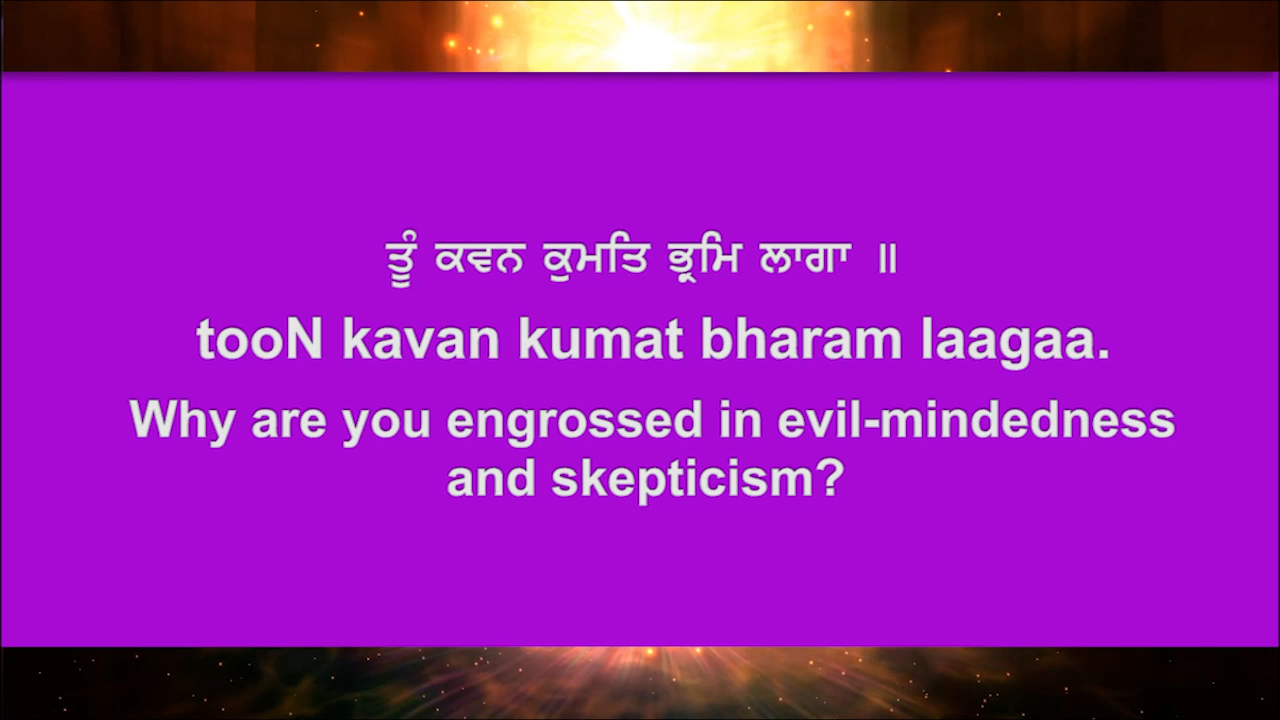 ਤੂੰ ਕਵਨ ਕੁਮਤਿ ਭ੍ਰਮਿ ਲਾਗਾ ॥
tooN kavan kumat bharam laagaa.
Why are you engrossed in evil-mindedness
and skepticism?